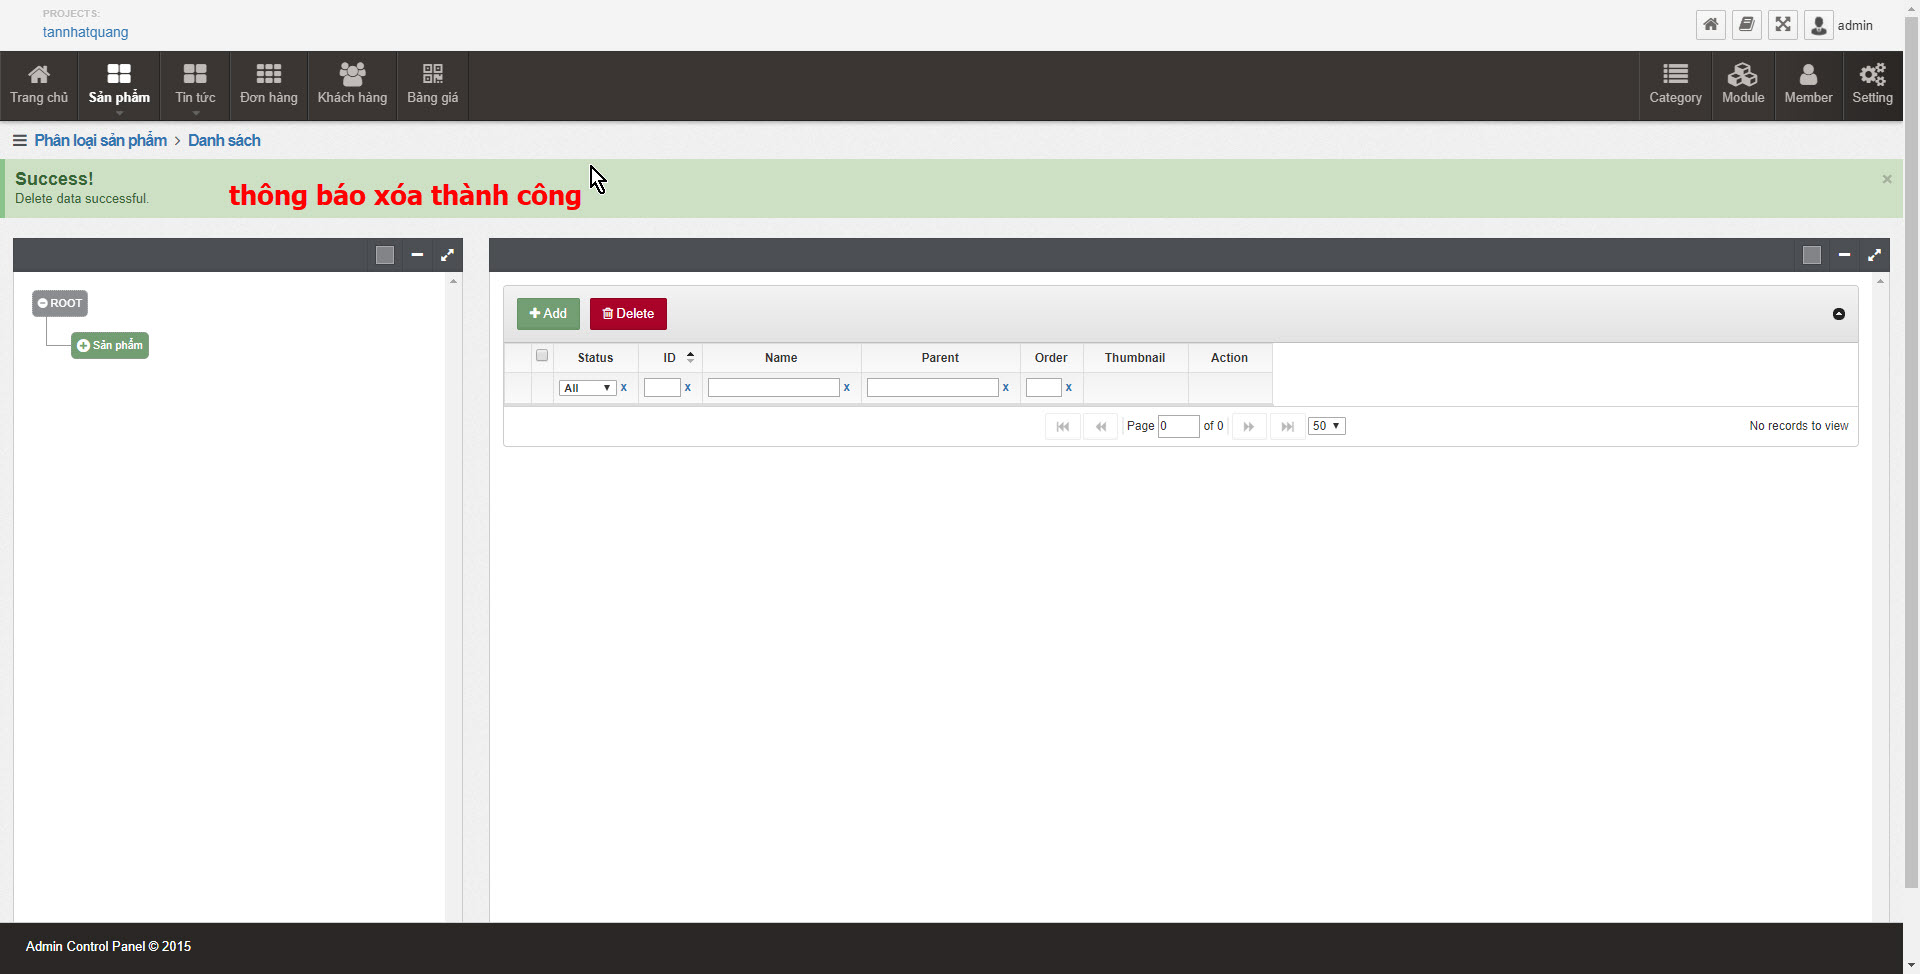 PROJECTS:
tannhatquang
admin
Trang chủ
Sản phẩm
Tin tức
Đơn hàng
Khách hàng
Bảng giá
Category
Module
Member
Setting
Phân loại sản phẩm > Danh sách
Success!
Delete data successful.
thông báo xóa thành công
×
ROOT
Sản phẩm
Add
Delete
Status ID Name Parent Order Thumbnail Action
All x x x x x
Page 0 of 0 50 No records to view
Admin Control Panel © 2015